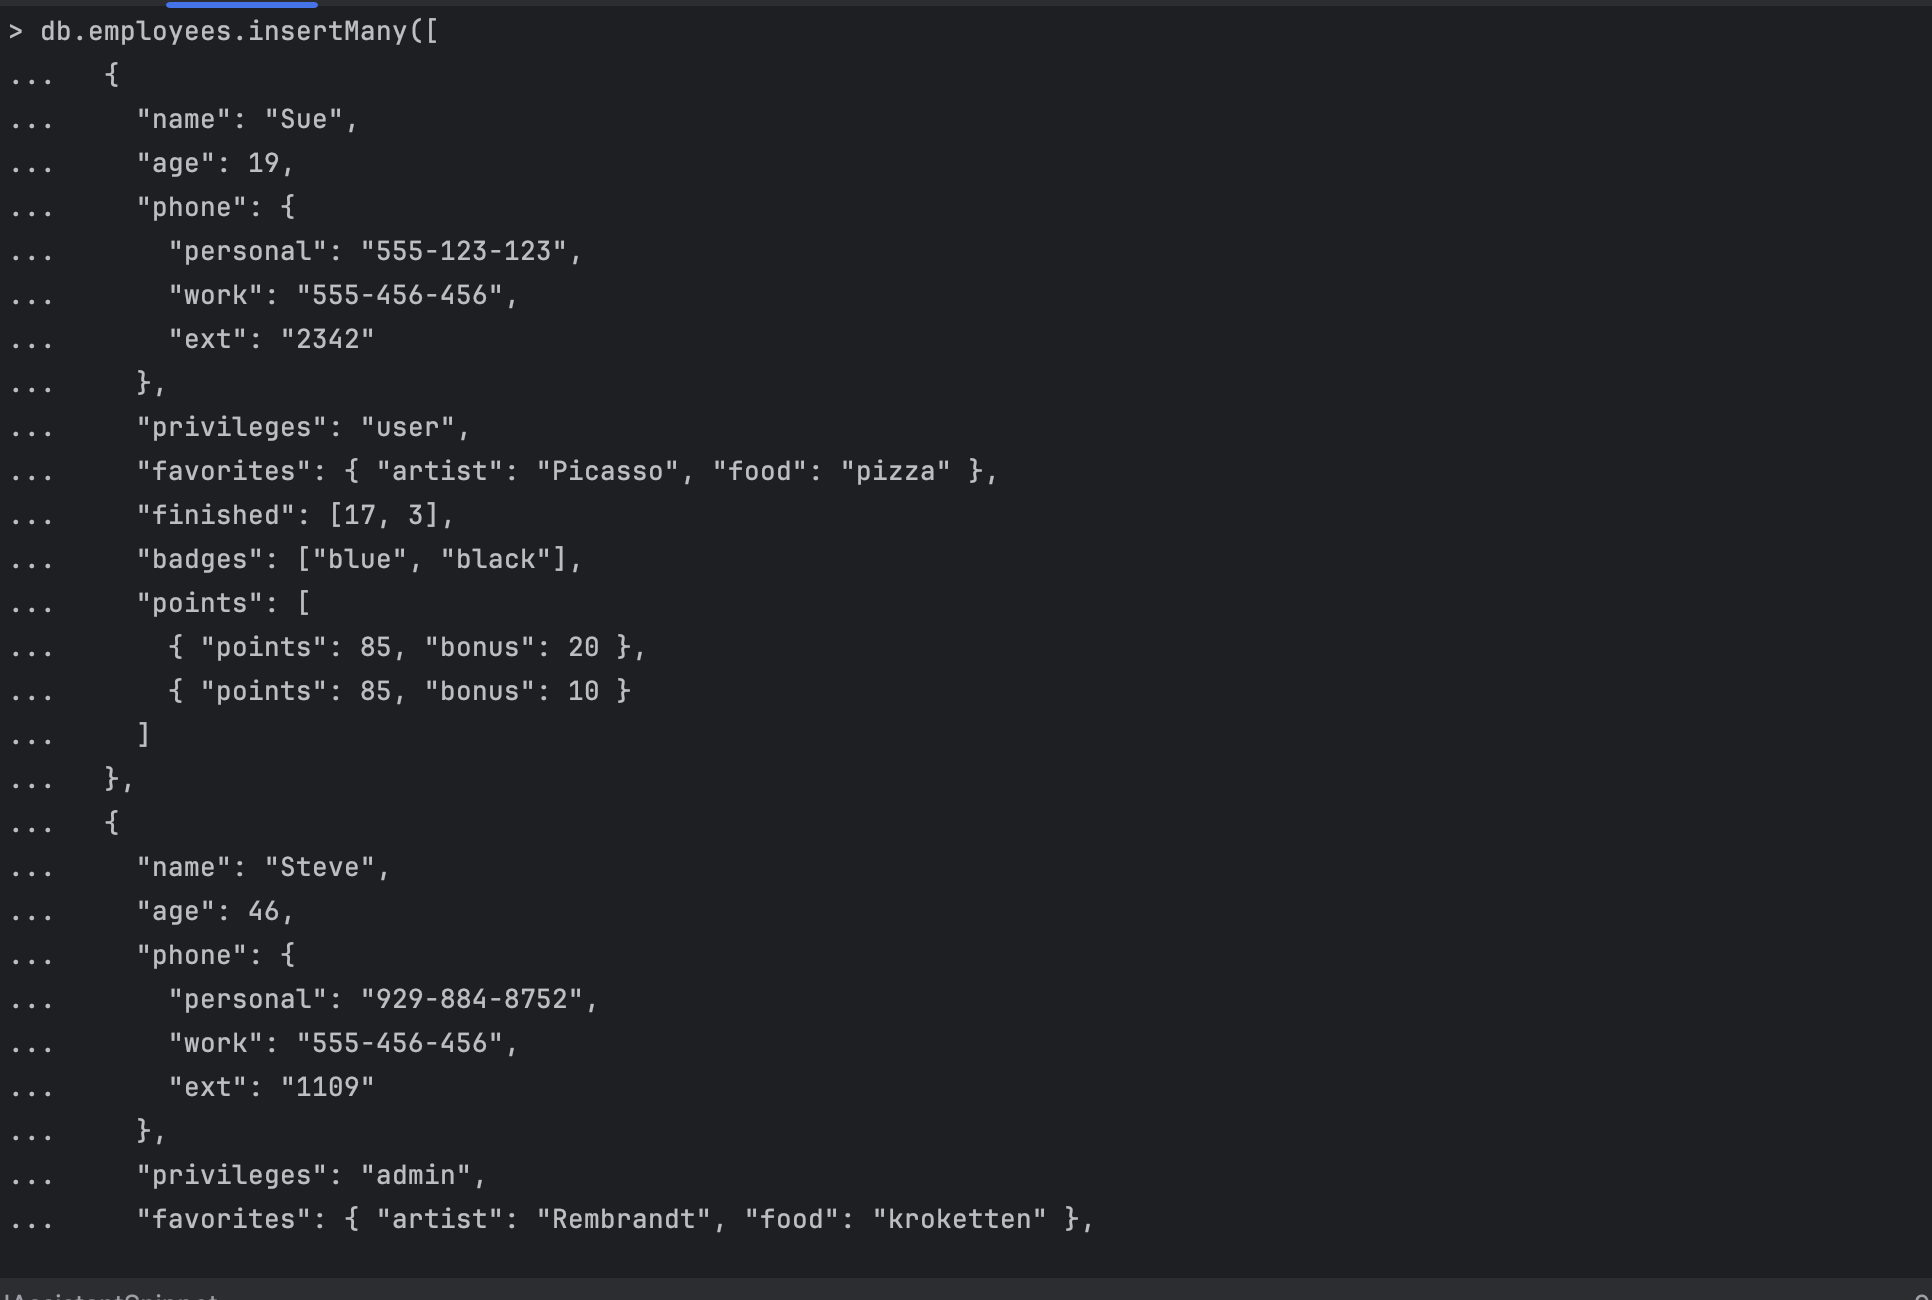 > db.employees.insertMany([
...   {
...     "name": "Sue",
...     "age": 19,
...     "phone": {
...       "personal": "555-123-123",
...       "work": "555-456-456",
...       "ext": "2342"
...     },
...     "privileges": "user",
...     "favorites": { "artist": "Picasso", "food": "pizza" },
...     "finished": [17, 3],
...     "badges": ["blue", "black"],
...     "points": [
...       { "points": 85, "bonus": 20 },
...       { "points": 85, "bonus": 10 }
...     ]
...   },
...   {
...     "name": "Steve",
...     "age": 46,
...     "phone": {
...       "personal": "929-884-8752",
...       "work": "555-456-456",
...       "ext": "1109"
...     },
...     "privileges": "admin",
...     "favorites": { "artist": "Rembrandt", "food": "kroketten" },